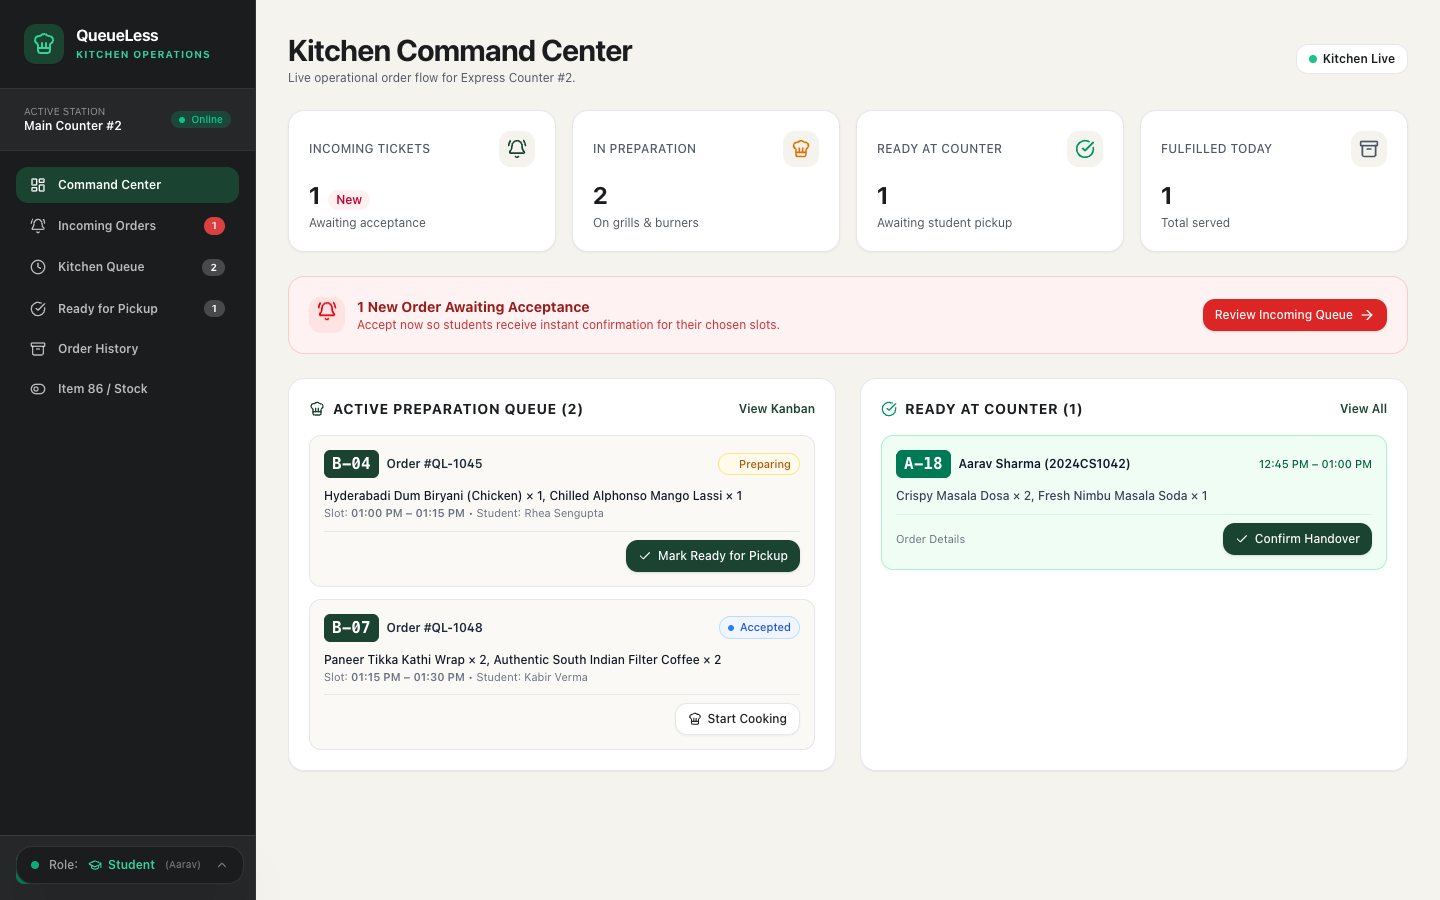 QueueLess
KITCHEN OPERATIONS
ACTIVE STATION
Main Counter #2
Online
Command Center
Incoming Orders
1
Kitchen Queue
2
Ready for Pickup
1
Order History
Item 86 / Stock
Role: Student (Aarav)
Kitchen Command Center
Live operational order flow for Express Counter #2.
Kitchen Live
INCOMING TICKETS
1 New
Awaiting acceptance
IN PREPARATION
2
On grills & burners
READY AT COUNTER
1
Awaiting student pickup
FULFILLED TODAY
1
Total served
1 New Order Awaiting Acceptance
Accept now so students receive instant confirmation for their chosen slots.
Review Incoming Queue
ACTIVE PREPARATION QUEUE (2)
View Kanban
B–04 Order #QL-1045
Preparing
Hyderabadi Dum Biryani (Chicken) × 1, Chilled Alphonso Mango Lassi × 1
Slot: 01:00 PM – 01:15 PM • Student: Rhea Sengupta
Mark Ready for Pickup
B–07 Order #QL-1048
Accepted
Paneer Tikka Kathi Wrap × 2, Authentic South Indian Filter Coffee × 2
Slot: 01:15 PM – 01:30 PM • Student: Kabir Verma
Start Cooking
READY AT COUNTER (1)
View All
A–18 Aarav Sharma (2024CS1042)
12:45 PM – 01:00 PM
Crispy Masala Dosa × 2, Fresh Nimbu Masala Soda × 1
Order Details
Confirm Handover